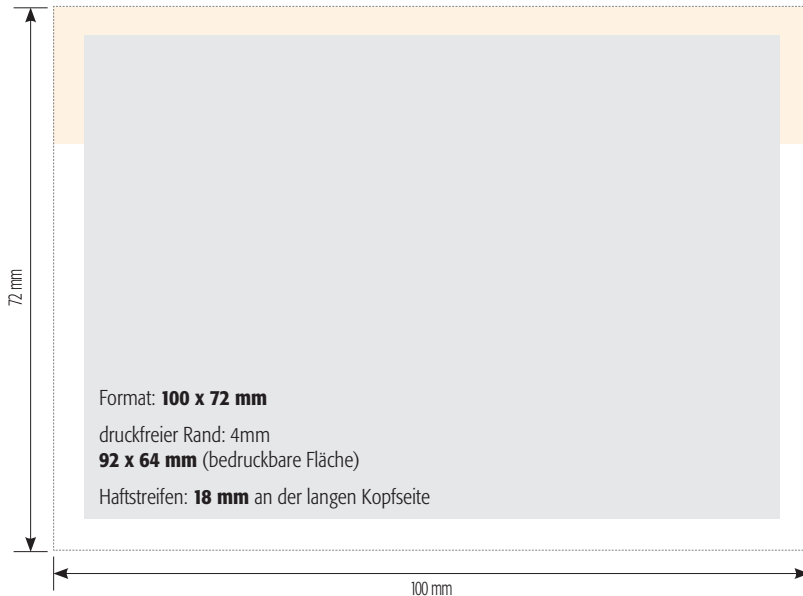 72 mm
Format: 100 x 72 mm
druckfreier Rand: 4mm
92 x 64 mm (bedruckbare Fläche)
Haftstreifen: 18 mm an der langen Kopfseite
100 mm